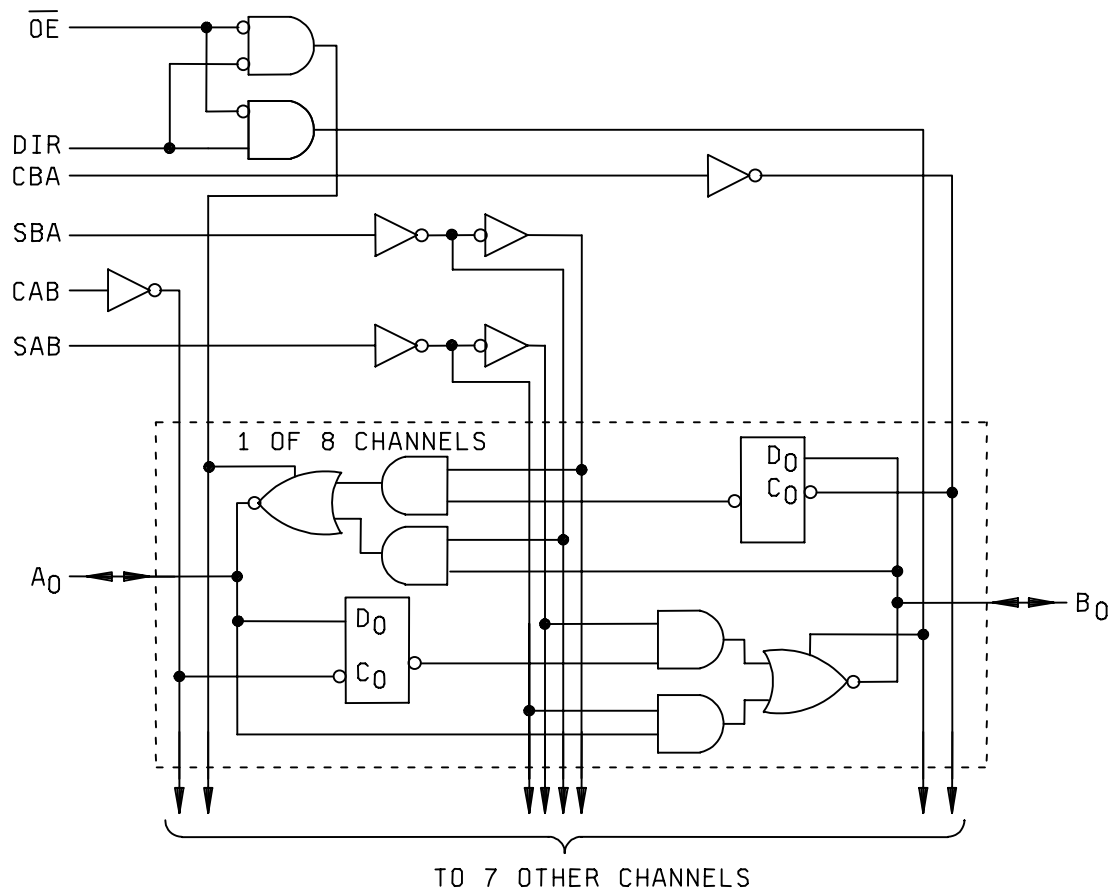 O̅E̅
DIR
CBA
SBA
CAB
SAB
1 OF 8 CHANNELS
D0
C0
A0
D0
C0
B0
TO 7 OTHER CHANNELS